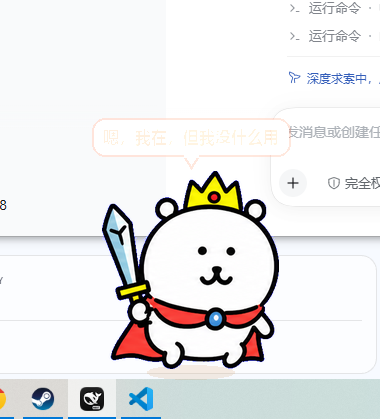 >_ 运行命令 ·
>_ 运行命令 ·
深度求索中,
嗯，我在，但我没什么用
发消息或创建任
完全权
8
Y